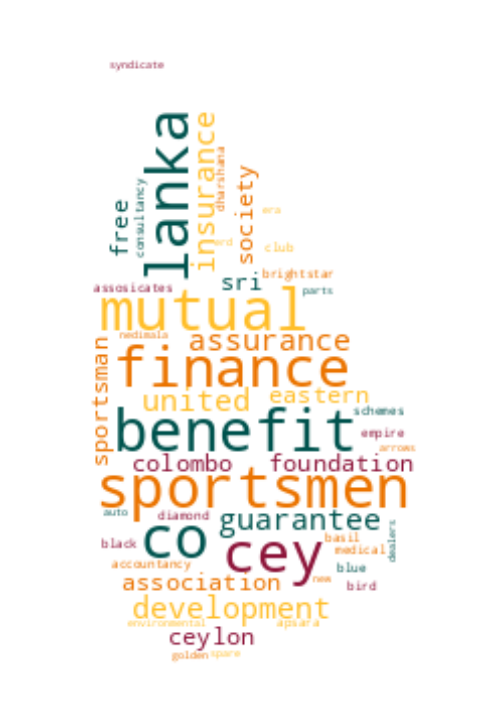 syndicate
lanka
insurance
dharshana
consultancy
free
society
era
erd
club
sri
brightstar
assosicates
parts
mutual
nedimala
assurance
sportsman
finance
united
eastern
schemes
benefit
empire
arrows
colombo
foundation
sportsmen
auto
diamond
guarantee
dealers
co
cey
black
basil
medical
accountancy
blue
association
new
bird
development
environmental
apsara
ceylon
golden
spare